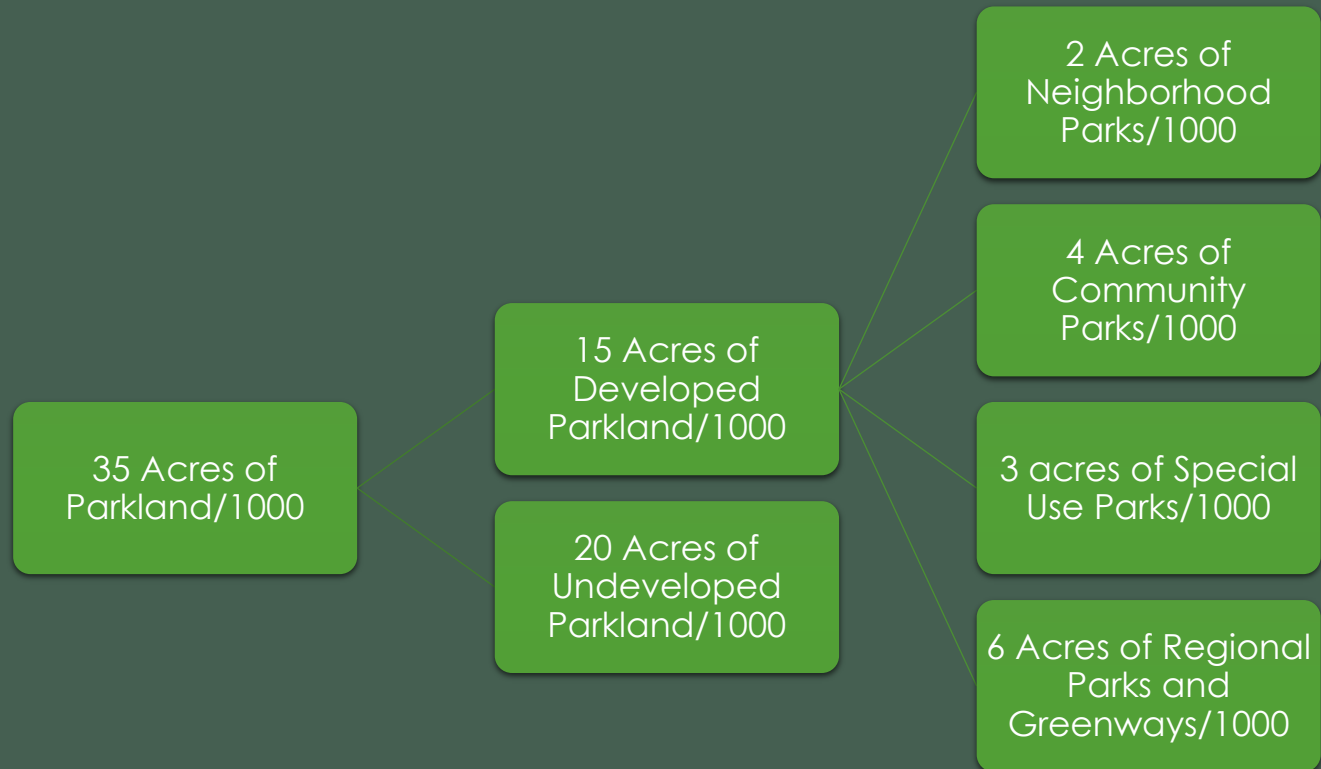 35 Acres of
Parkland/1000
15 Acres of
Developed
Parkland/1000
20 Acres of
Undeveloped
Parkland/1000
2 Acres of
Neighborhood
Parks/1000
4 Acres of
Community
Parks/1000
3 acres of Special
Use Parks/1000
6 Acres of Regional
Parks and
Greenways/1000